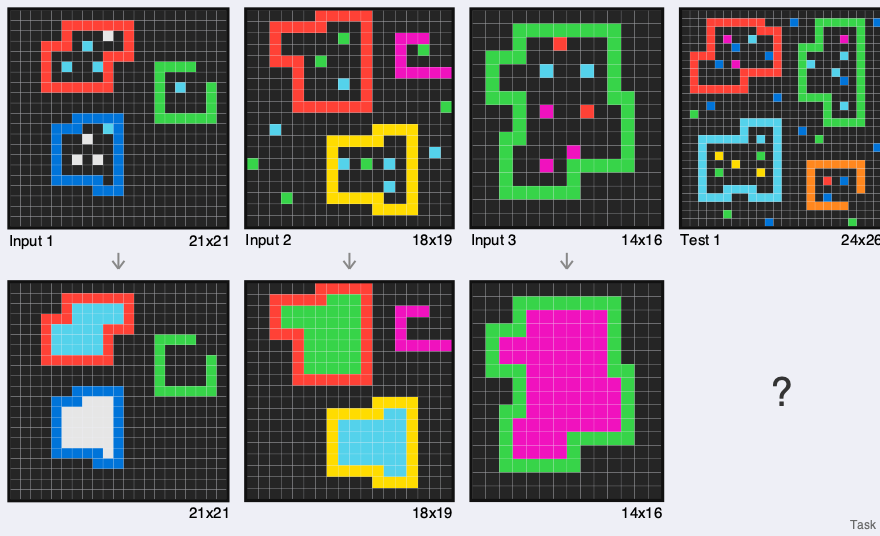 Input 1 21x21
Input 2 18x19
Input 3 14x16
Test 1 24x26
21x21
18x19
14x16
?
Task